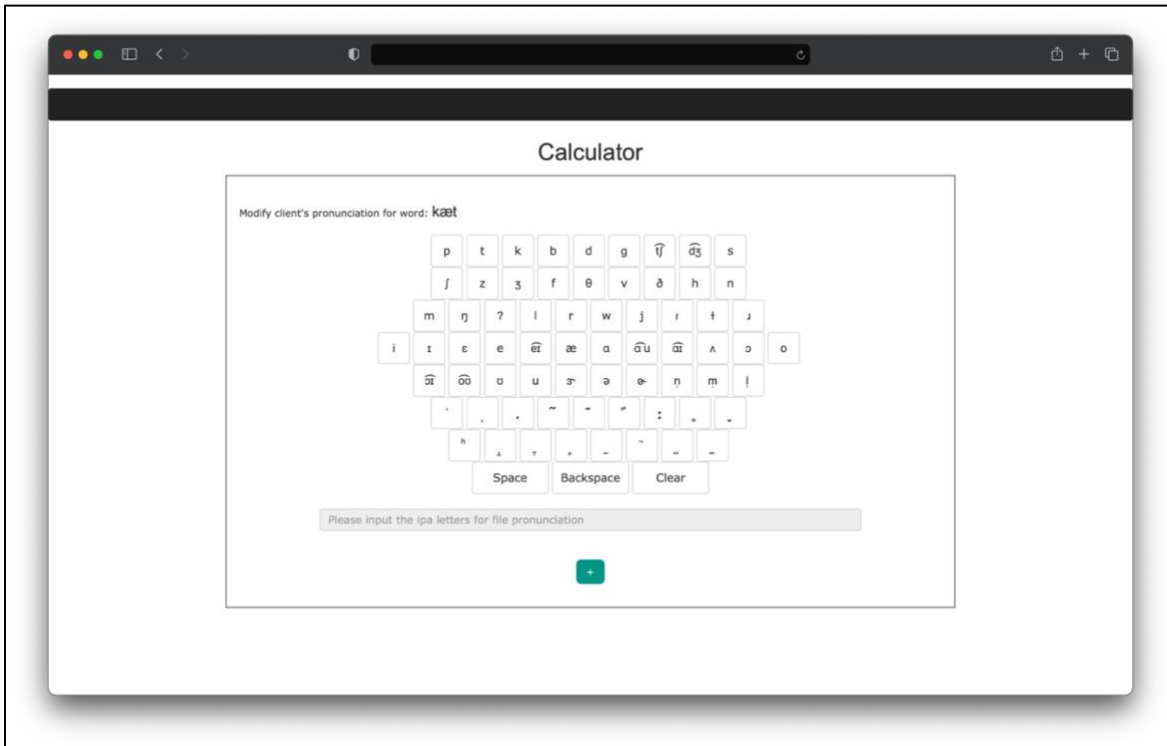 Calculator
Modify client's pronunciation for word: kæt
p t k b d g t͡ʃ d͡ʒ s
ʃ z ʒ f θ v ð h n
m ŋ ? l r w j ɾ ɫ ɹ
i ɪ ɛ e e͡ɪ æ ɑ a͡u a͡ɪ ʌ ɔ o
ɔ͡ɪ o͡ʊ ʊ u ɝ ə ɚ n̩ m̩ l̩
ʰ
Space Backspace Clear
Please input the ipa letters for file pronunciation
+